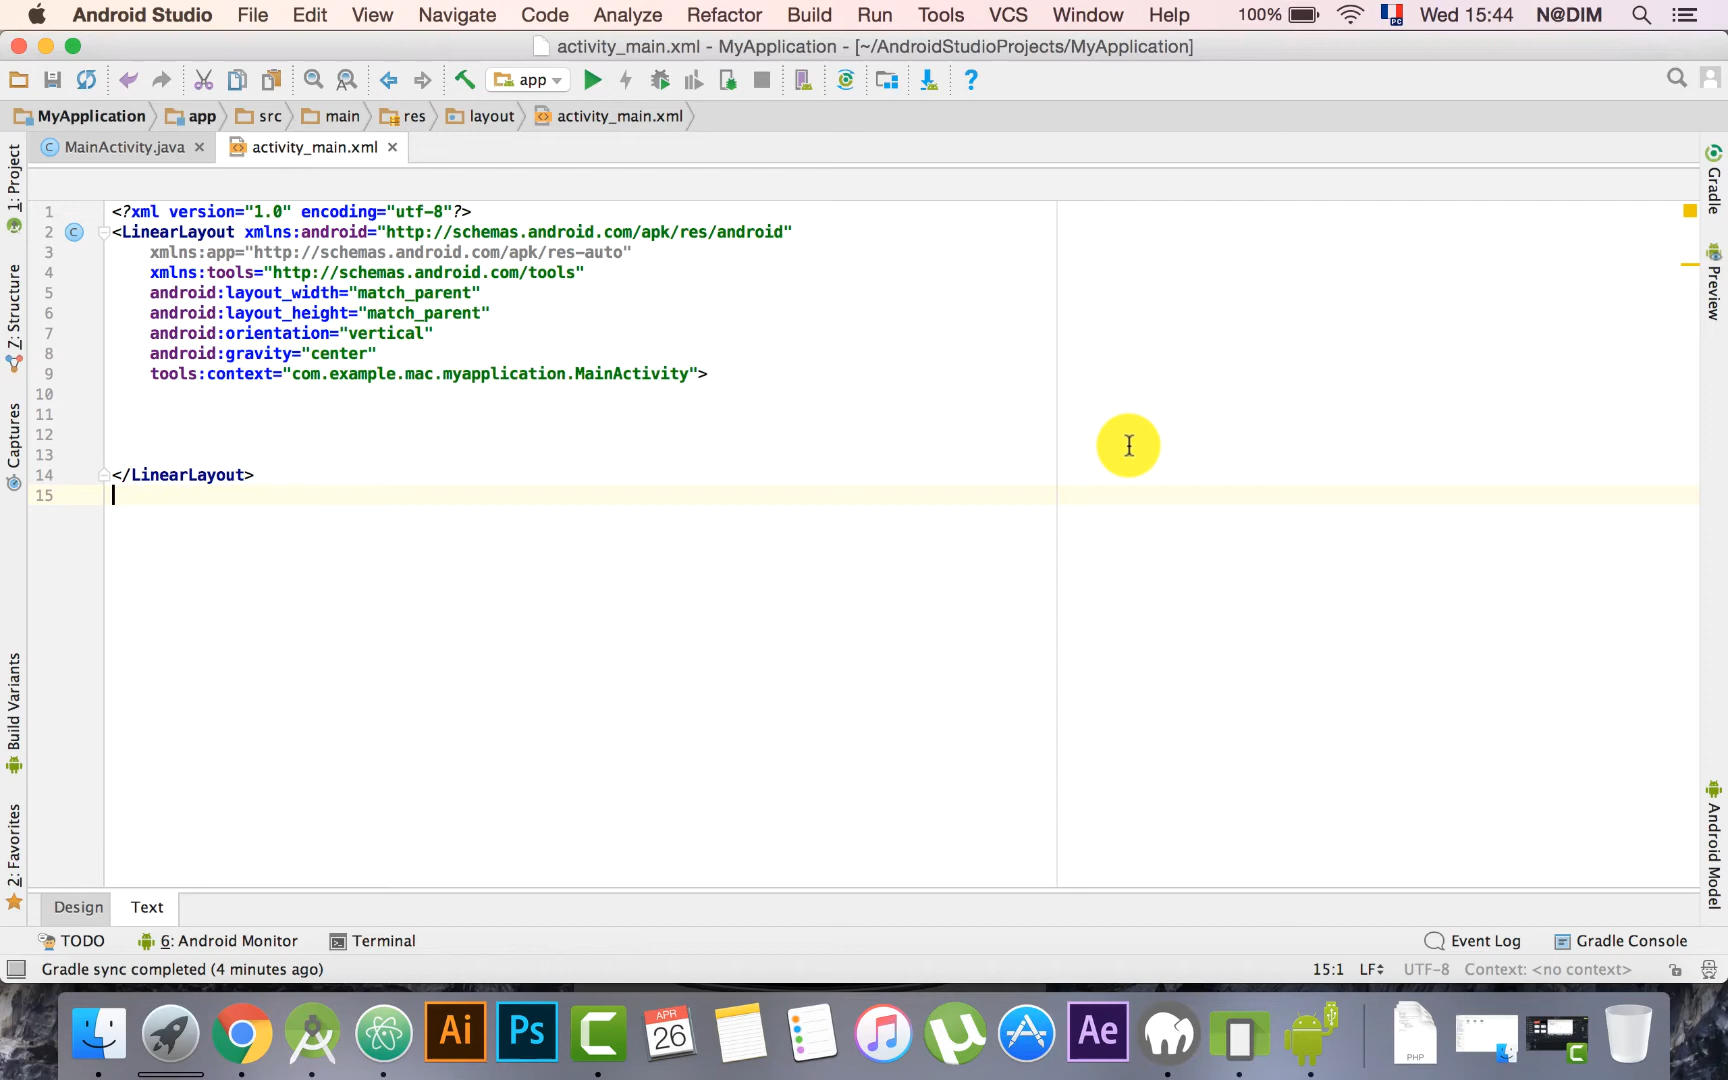 Android Studio File Edit View Navigate Code Analyze Refactor Build Run Tools VCS Window Help 100% Wed 15:44 N@DIM
activity_main.xml - MyApplication - [~/AndroidStudioProjects/MyApplication]
app
MyApplication app src main res layout activity_main.xml
MainActivity.java activity_main.xml
1 <?xml version="1.0" encoding="utf-8"?>
2 <LinearLayout xmlns:android="http://schemas.android.com/apk/res/android"
3 xmlns:app="http://schemas.android.com/apk/res-auto"
4 xmlns:tools="http://schemas.android.com/tools"
5 android:layout_width="match_parent"
6 android:layout_height="match_parent"
7 android:orientation="vertical"
8 android:gravity="center"
9 tools:context="com.example.mac.myapplication.MainActivity">
10
11
12
13
14 </LinearLayout>
15
1: Project
Z: Structure
Captures
Build Variants
2: Favorites
Gradle
Preview
Android Model
Design Text
TODO 6: Android Monitor Terminal Event Log Gradle Console
Gradle sync completed (4 minutes ago) 15:1 LF UTF-8 Context: <no context>
Ai Ps APR 26 Ae PHP